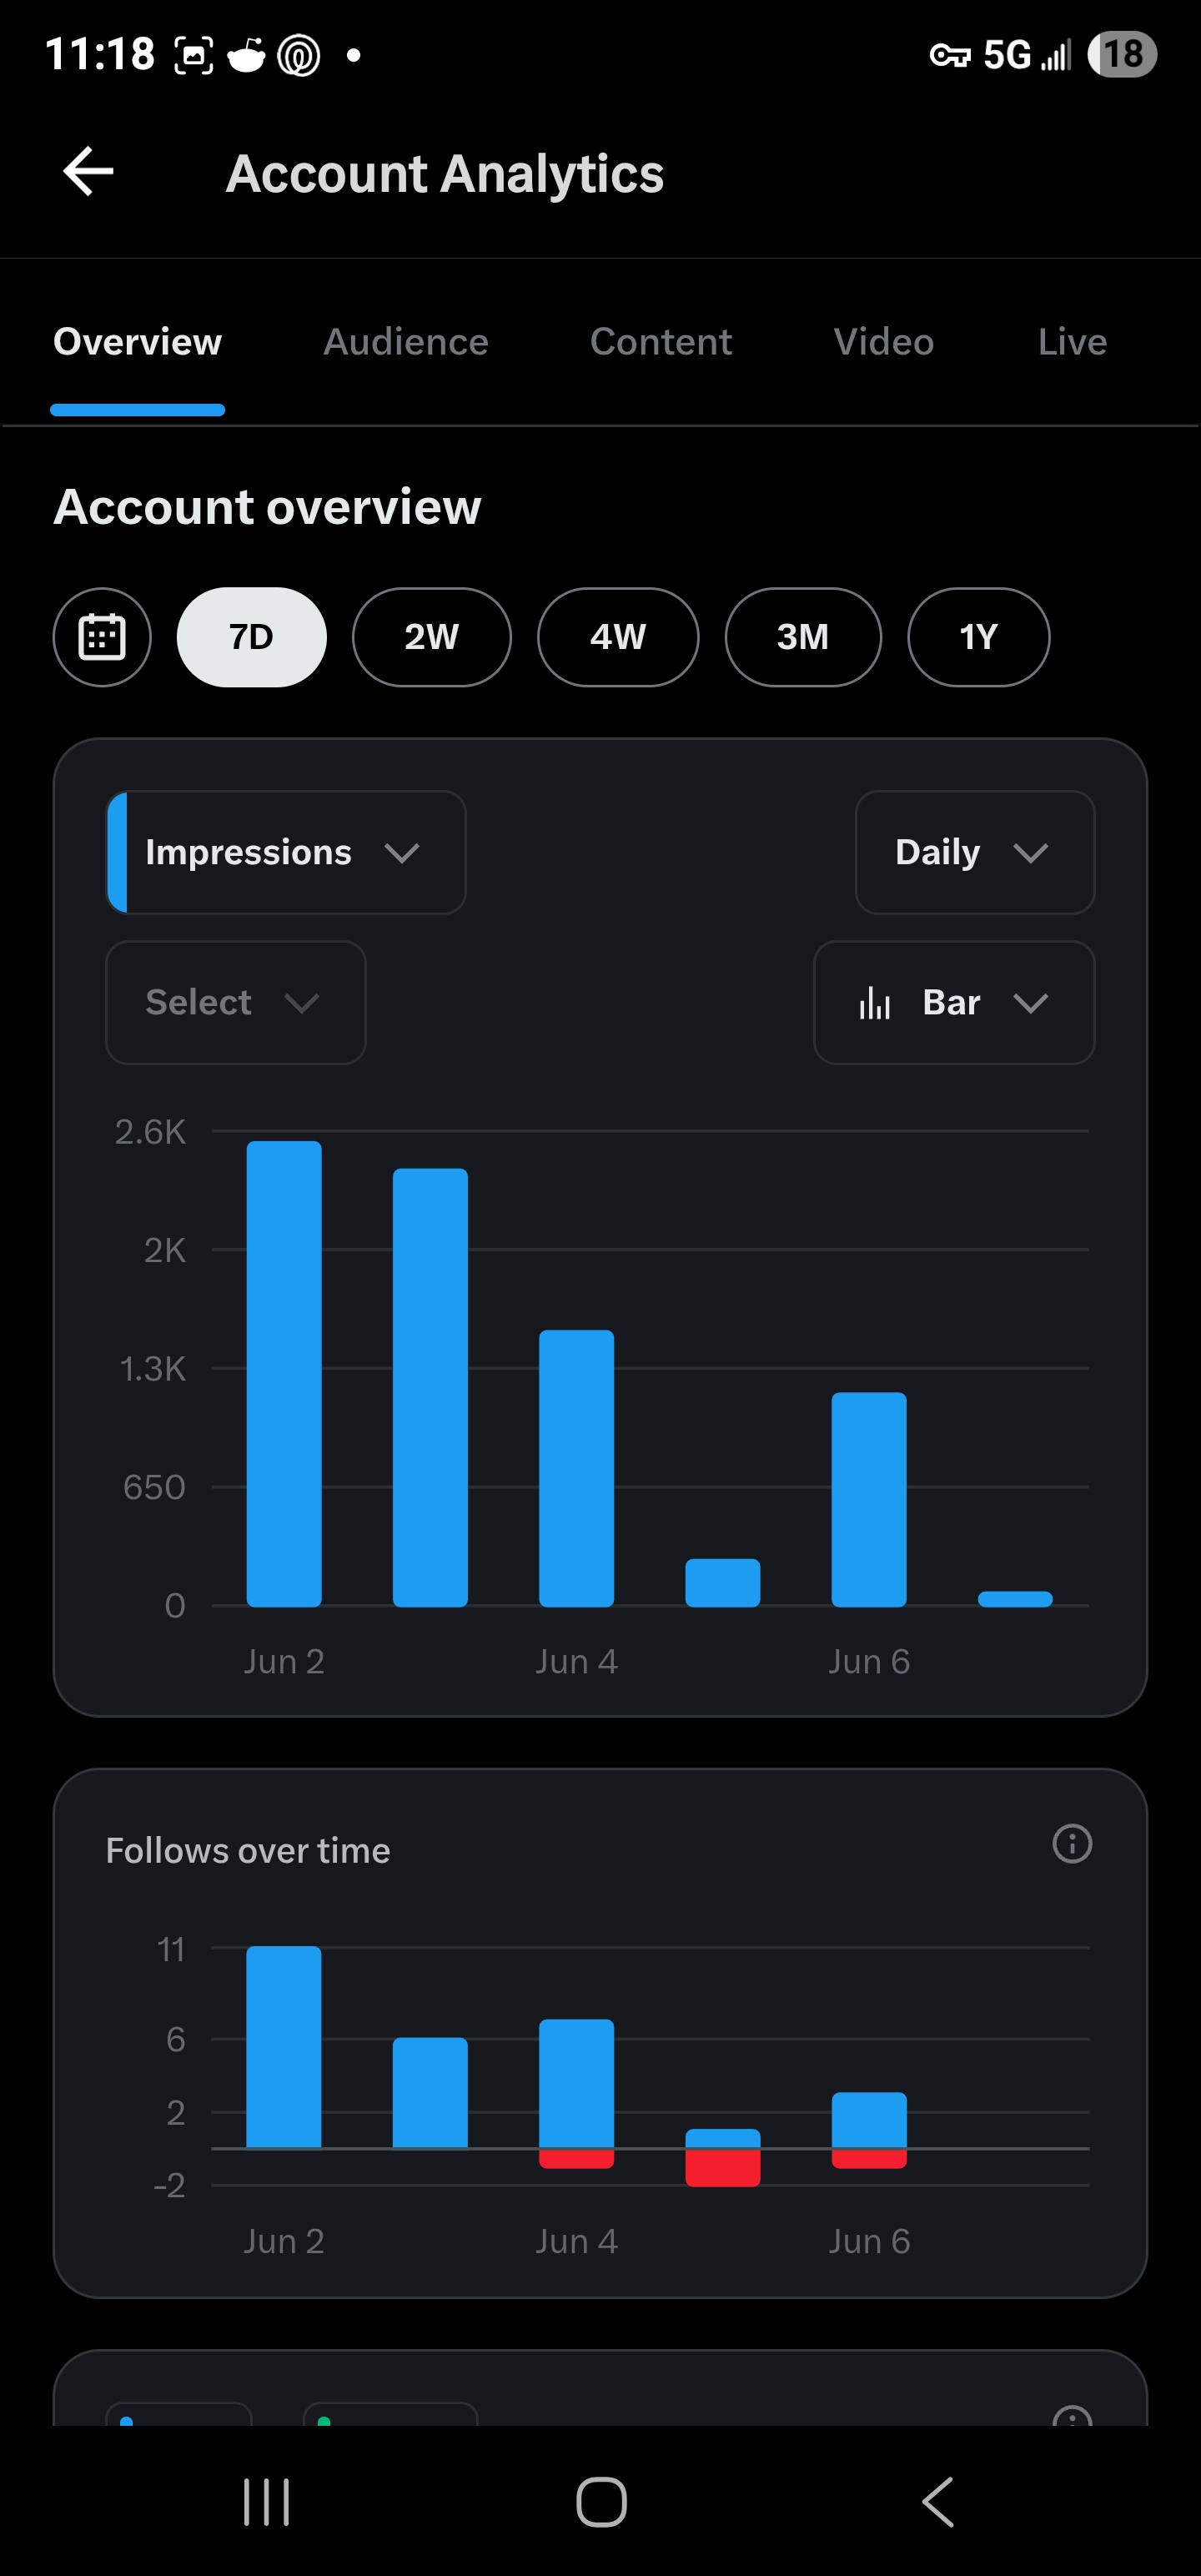 11:18 5G 18
Account Analytics
Overview Audience Content Video Live
Account overview
7D 2W 4W 3M 1Y
Impressions Daily
Select Bar
2.6K
2K
1.3K
650
0
Jun 2 Jun 4 Jun 6
Follows over time
11
6
2
-2
Jun 2 Jun 4 Jun 6